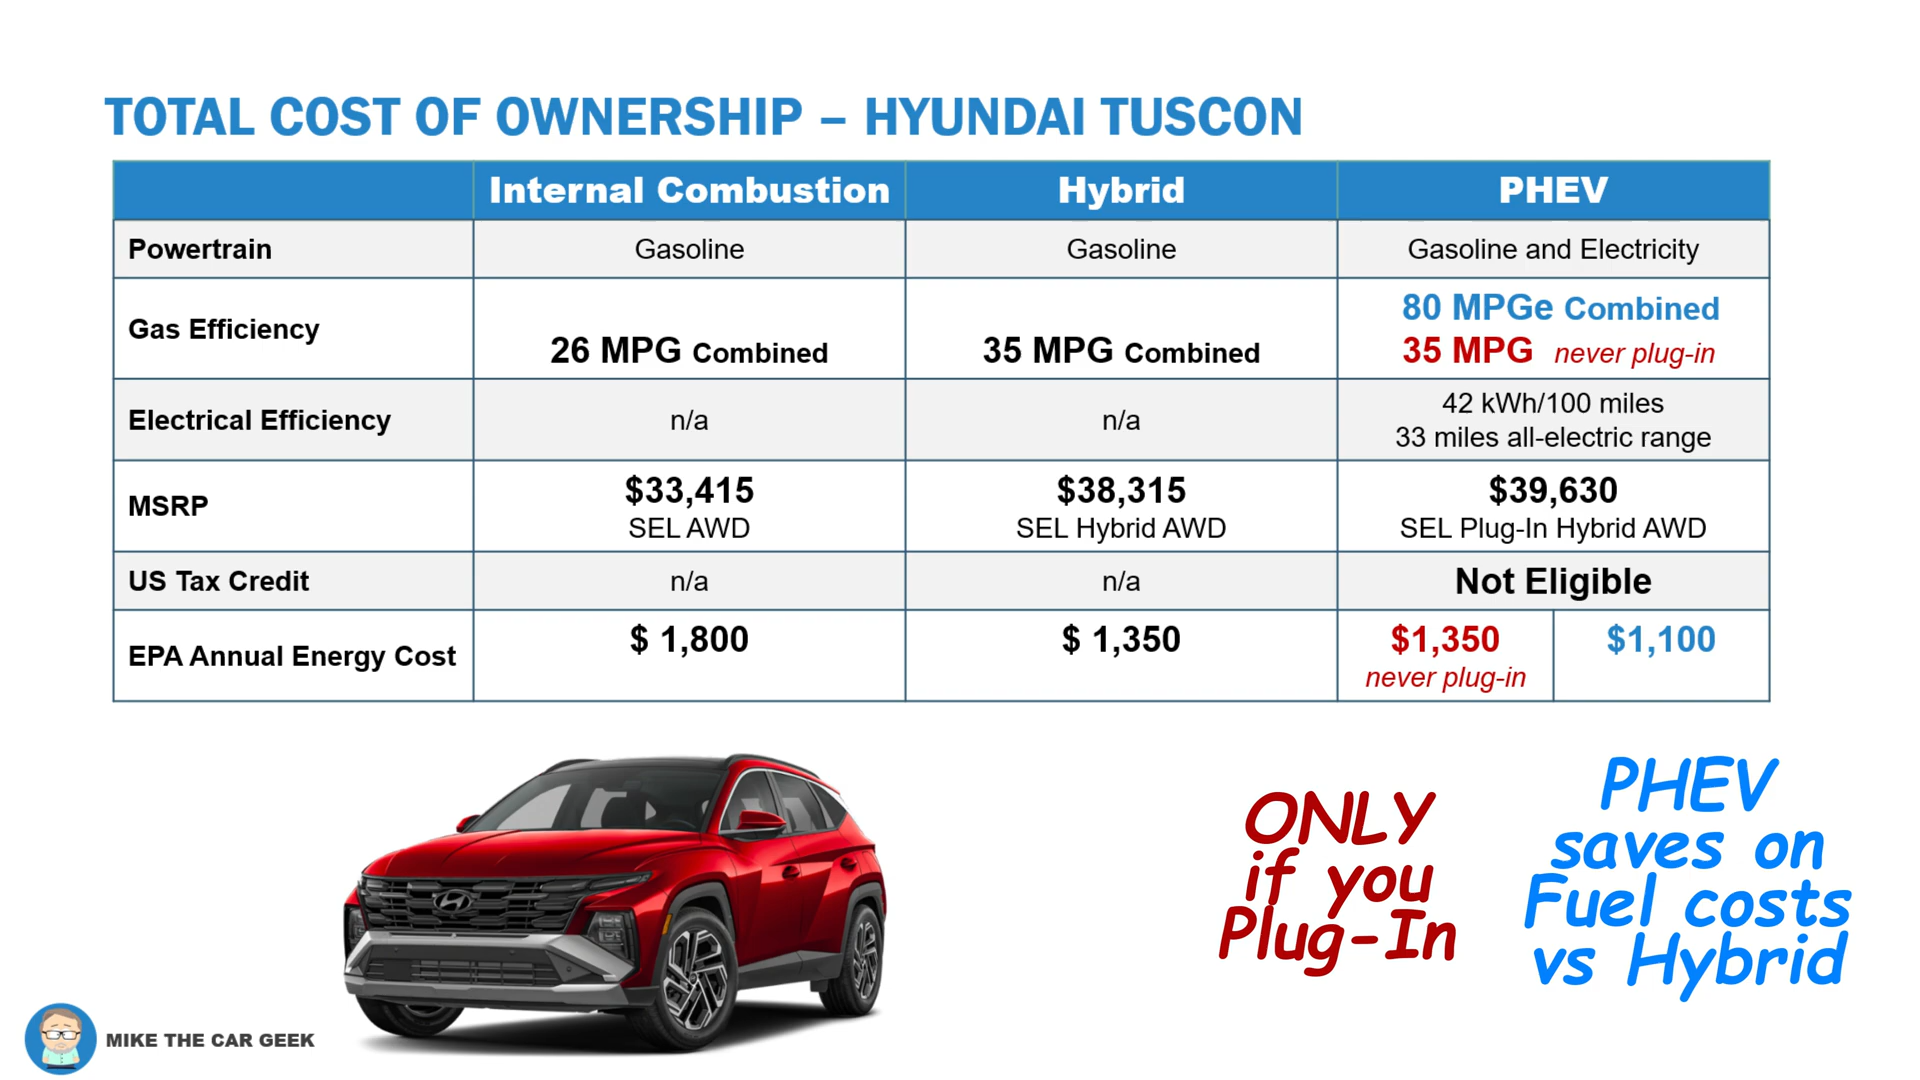 TOTAL COST OF OWNERSHIP – HYUNDAI TUSCON
Internal Combustion Hybrid PHEV
Powertrain Gasoline Gasoline Gasoline and Electricity
Gas Efficiency 26 MPG Combined 35 MPG Combined 80 MPGe Combined
35 MPG never plug-in
Electrical Efficiency n/a n/a 42 kWh/100 miles
33 miles all-electric range
MSRP $33,415 $38,315 $39,630
SEL AWD SEL Hybrid AWD SEL Plug-In Hybrid AWD
US Tax Credit n/a n/a Not Eligible
EPA Annual Energy Cost $ 1,800 $ 1,350 $1,350 $1,100
never plug-in
ONLY
if you
Plug-In
PHEV
saves on
Fuel costs
vs Hybrid
MIKE THE CAR GEEK